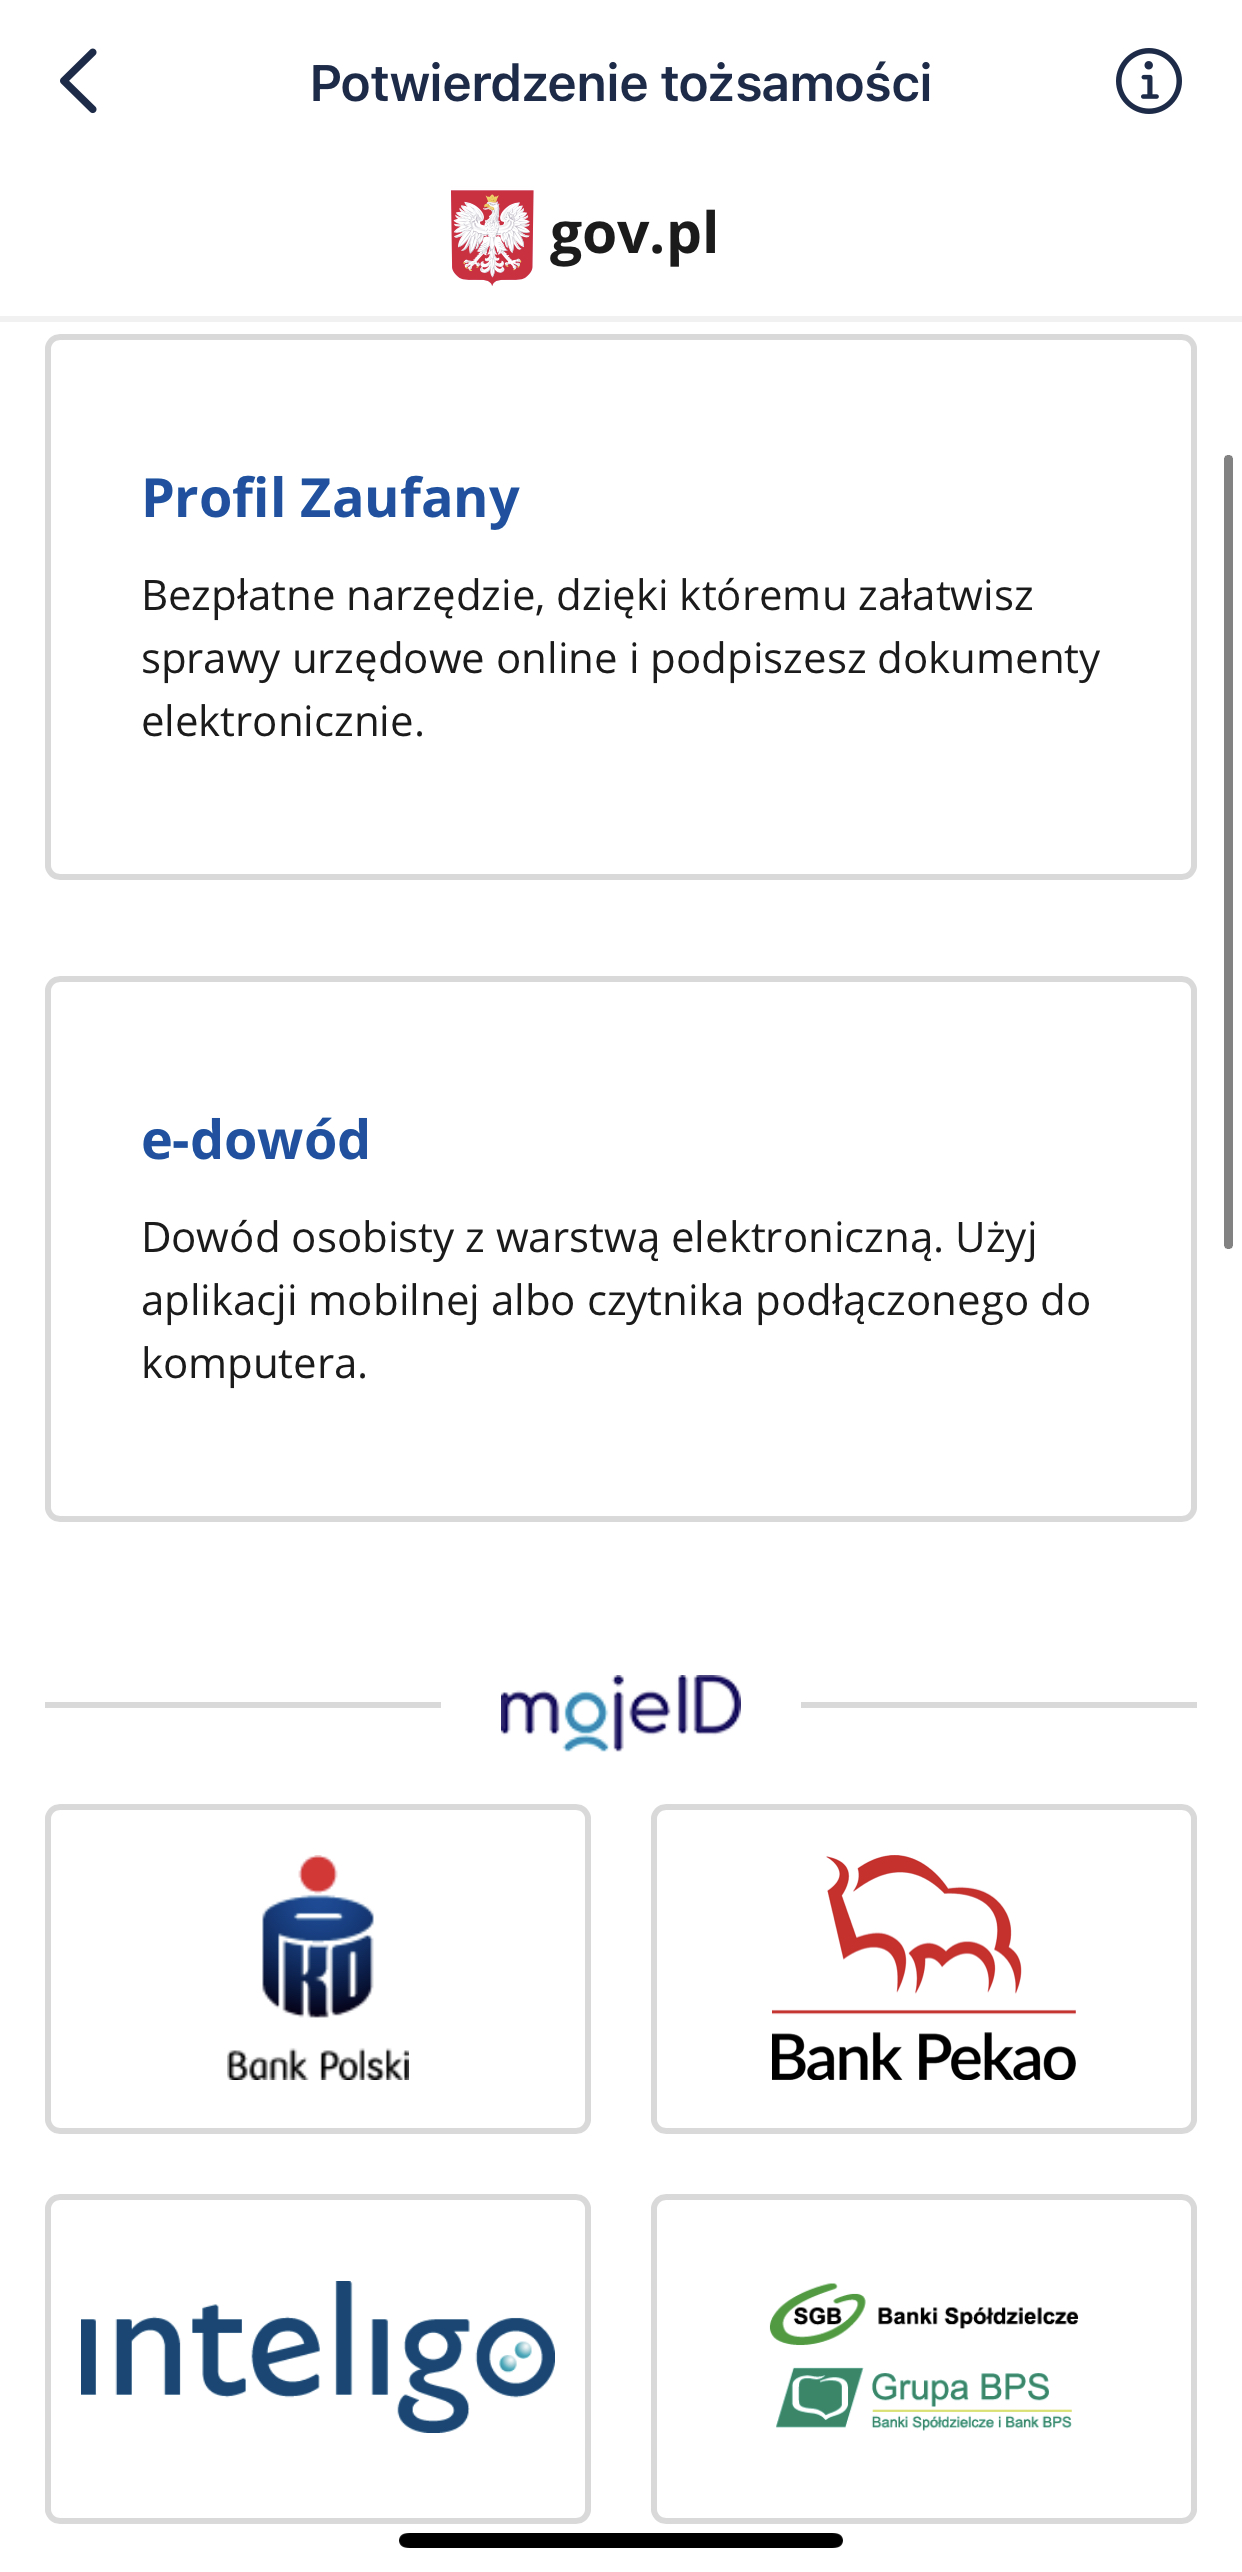 Potwierdzenie tożsamości
gov.pl
Profil Zaufany
Bezpłatne narzędzie, dzięki któremu załatwisz
sprawy urzędowe online i podpiszesz dokumenty
elektronicznie.
e-dowód
Dowód osobisty z warstwą elektroniczną. Użyj
aplikacji mobilnej albo czytnika podłączonego do
komputera.
mojeID
PKO
Bank Polski
Bank Pekao
inteligo
SGB Banki Spółdzielcze
Grupa BPS
Banki Spółdzielcze i Bank BPS